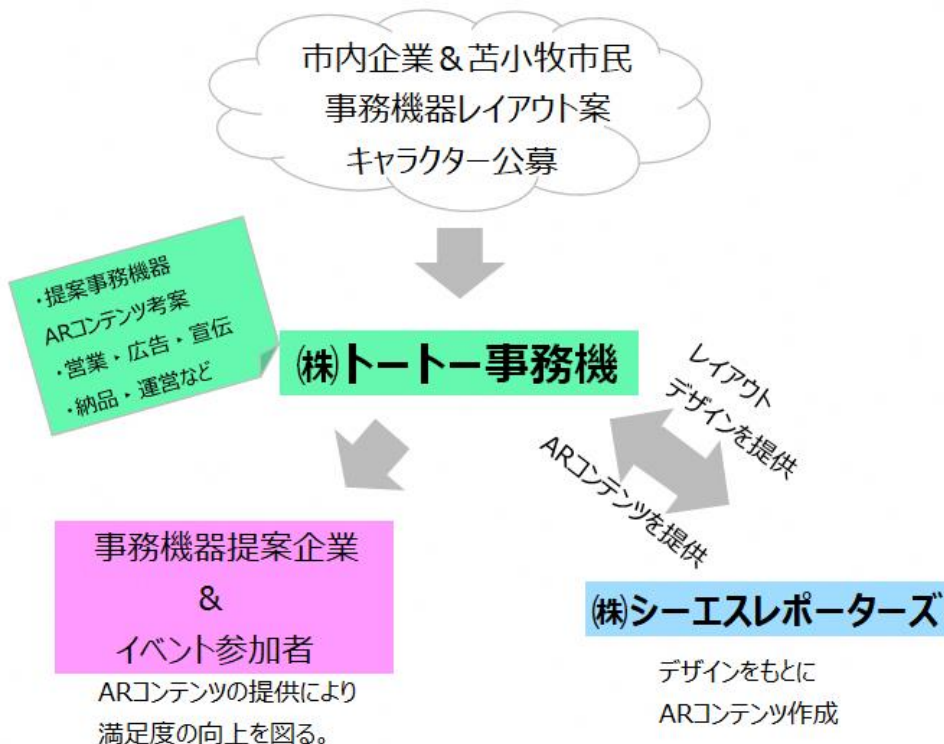 市内企業&苫小牧市民
事務機器レイアウト案
キャラクター公募
・提案事務機器
ARコンテンツ考案
・営業・広告・宣伝
・納品・運営など
㈱トートー事務機
レイアウト
デザインを提供
ARコンテンツを提供
事務機器提案企業
&
イベント参加者
ARコンテンツの提供により
満足度の向上を図る。
㈱シーエスレポーターズ
デザインをもとに
ARコンテンツ作成